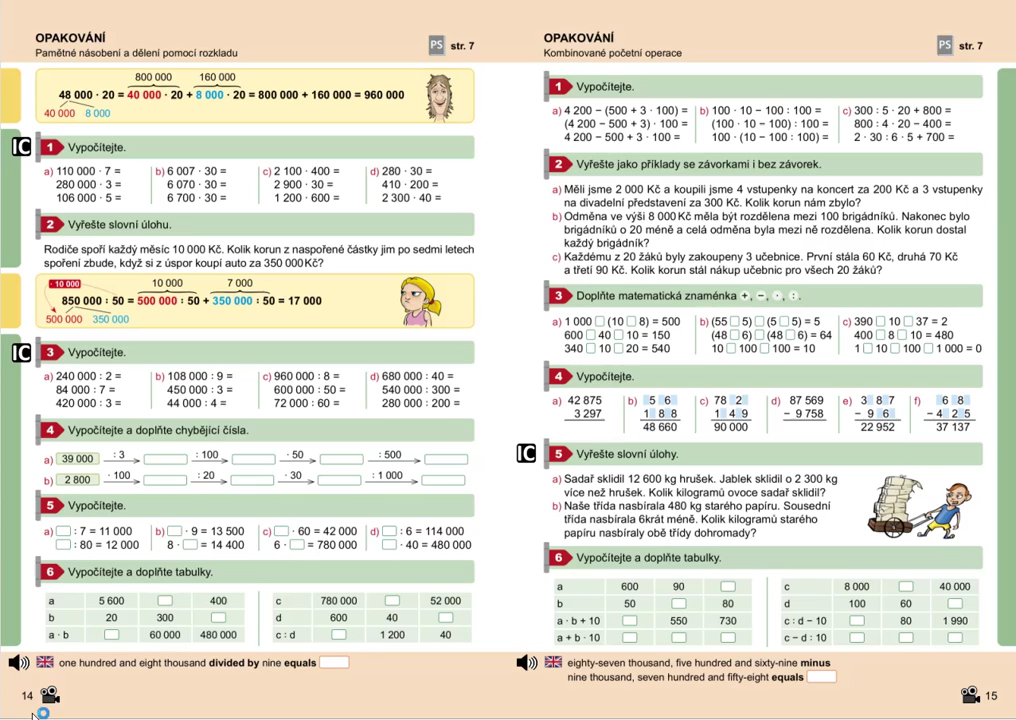 OPAKOVÁNÍ
Pamětné násobení a dělení pomocí rozkladu
PS str. 7
800 000 160 000
48 000 · 20 = 40 000 · 20 + 8 000 · 20 = 800 000 + 160 000 = 960 000
40 000 8 000
IC
1 Vypočítejte.
a) 110 000 · 7 = b) 6 007 · 30 = c) 2 100 · 400 = d) 280 · 30 =
280 000 · 3 = 6 070 · 30 = 2 900 · 30 = 410 · 200 =
106 000 · 5 = 6 700 · 30 = 1 200 · 600 = 2 300 · 40 =
2 Vyřešte slovní úlohu.
Rodiče spoří každý měsíc 10 000 Kč. Kolik korun z naspořené částky jim po sedmi letech
spoření zbude, když si z úspor koupí auto za 350 000 Kč?
· 10 000 10 000 7 000
850 000 : 50 = 500 000 : 50 + 350 000 : 50 = 17 000
500 000 350 000
IC
3 Vypočítejte.
a) 240 000 : 2 = b) 108 000 : 9 = c) 960 000 : 8 = d) 680 000 : 40 =
84 000 : 7 = 450 000 : 3 = 600 000 : 50 = 540 000 : 300 =
420 000 : 3 = 44 000 : 4 = 72 000 : 60 = 280 000 : 200 =
4 Vypočítejte a doplňte chybějící čísla.
a) 39 000 : 3 : 100 · 50 : 500
b) 2 800 · 100 : 20 · 30 : 1 000
5 Vypočítejte.
a) : 7 = 11 000 b) · 9 = 13 500 c) · 60 = 42 000 d) : 6 = 114 000
: 80 = 12 000 8 · = 14 400 6 · = 780 000 · 40 = 480 000
6 Vypočítejte a doplňte tabulky.
a 5 600 400 c 780 000 52 000
b 20 300 d 600 40
a · b 60 000 480 000 c : d 1 200 40
one hundred and eight thousand divided by nine equals
14
OPAKOVÁNÍ
Kombinované početní operace
PS str. 7
1 Vypočítejte.
a) 4 200 – (500 + 3 · 100) = b) 100 · 10 – 100 : 100 = c) 300 : 5 · 20 + 800 =
(4 200 – 500 + 3) · 100 = (100 · 10 – 100) : 100 = 800 : 4 · 20 – 400 =
4 200 – 500 + 3 · 100 = 100 · (10 – 100 : 100) = 2 · 30 : 6 · 5 + 700 =
2 Vyřešte jako příklady se závorkami i bez závorek.
a) Měli jsme 2 000 Kč a koupili jsme 4 vstupenky na koncert za 200 Kč a 3 vstupenky
na divadelní představení za 300 Kč. Kolik korun nám zbylo?
b) Odměna ve výši 8 000 Kč měla být rozdělena mezi 100 brigádníků. Nakonec bylo
brigádníků o 20 méně a celá odměna byla mezi ně rozdělena. Kolik korun dostal
každý brigádník?
c) Každému z 20 žáků byly zakoupeny 3 učebnice. První stála 60 Kč, druhá 70 Kč
a třetí 90 Kč. Kolik korun stál nákup učebnic pro všech 20 žáků?
3 Doplňte matematická znaménka +, –, ·, :.
a) 1 000 (10 8) = 500 b) (55 5) (5 5) = 5 c) 390 10 37 = 2
600 40 10 = 150 (48 6) (48 6) = 64 400 8 10 = 480
340 10 20 = 540 10 100 100 = 10 1 10 100 1 000 = 0
4 Vypočítejte.
a) 42 875 b) 5 6 c) 78 2 d) 87 569 e) 3 8 7 f) 6 8
3 297 1 8 8 1 4 9 – 9 758 – 9 6 – 4 2 5
48 660 90 000 22 952 37 137
IC
5 Vyřešte slovní úlohy.
a) Sadař sklidil 12 600 kg hrušek. Jablek sklidil o 2 300 kg
více než hrušek. Kolik kilogramů ovoce sadař sklidil?
b) Naše třída nasbírala 480 kg starého papíru. Sousední
třída nasbírala 6krát méně. Kolik kilogramů starého
papíru nasbíraly obě třídy dohromady?
6 Vypočítejte a doplňte tabulky.
a 600 90 c 8 000 40 000
b 50 80 d 100 60
a · b + 10 550 730 c : d – 10 80 1 990
a + b · 10 c – d : 10
eighty-seven thousand, five hundred and sixty-nine minus
nine thousand, seven hundred and fifty-eight equals
15